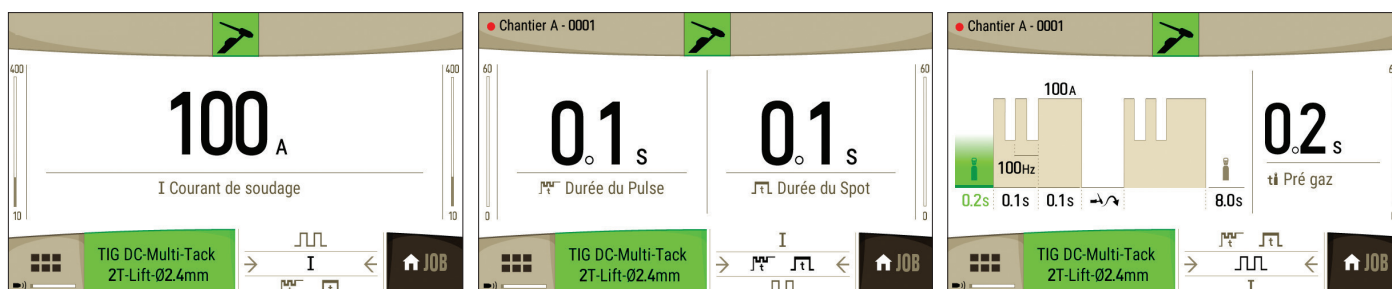 400
400
100 A
I Courant de soudage
10
10
TIG DC-Multi-Tack
2T-Lift-Ø2.4mm
I
JOB
Chantier A - 0001
60
60
0.1 s
0.1 s
t Durée du Pulse
t Durée du Spot
0
0
TIG DC-Multi-Tack
2T-Lift-Ø2.4mm
I
t
t
JOB
Chantier A - 0001
100A
0.2 s
100Hz
t Pré gaz
0.2s
0.1s
0.1s
8.0s
t
t
TIG DC-Multi-Tack
2T-Lift-Ø2.4mm
I
JOB